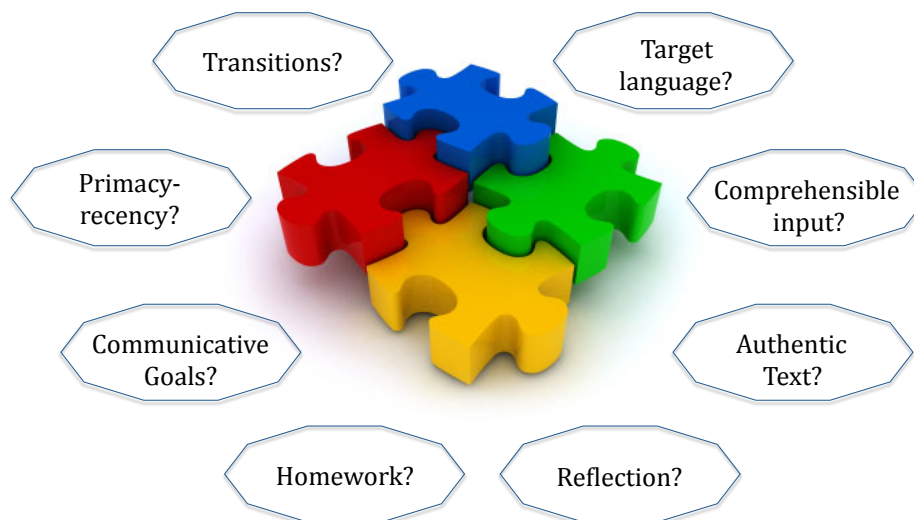 Transitions?
Target
language?
Primacy-
recency?
Comprehensible
input?
Communicative
Goals?
Authentic
Text?
Homework?
Reflection?